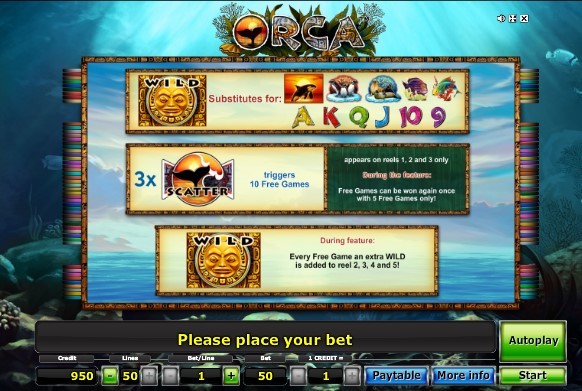 ORCA
WILD
Substitutes for:
A K Q J 10 9
3x
SCATTER
triggers
10 Free Games
appears on reels 1, 2 and 3 only
During the feature:
Free Games can be won again once
with 5 Free Games only!
WILD
During feature:
Every Free Game an extra WILD
is added to reel 2, 3, 4 and 5!
Please place your bet
Autoplay
Credit Lines Bet/Line Bet 1 CREDIT =
950 - 50 + - 1 + 50 - 1 + Paytable More info Start